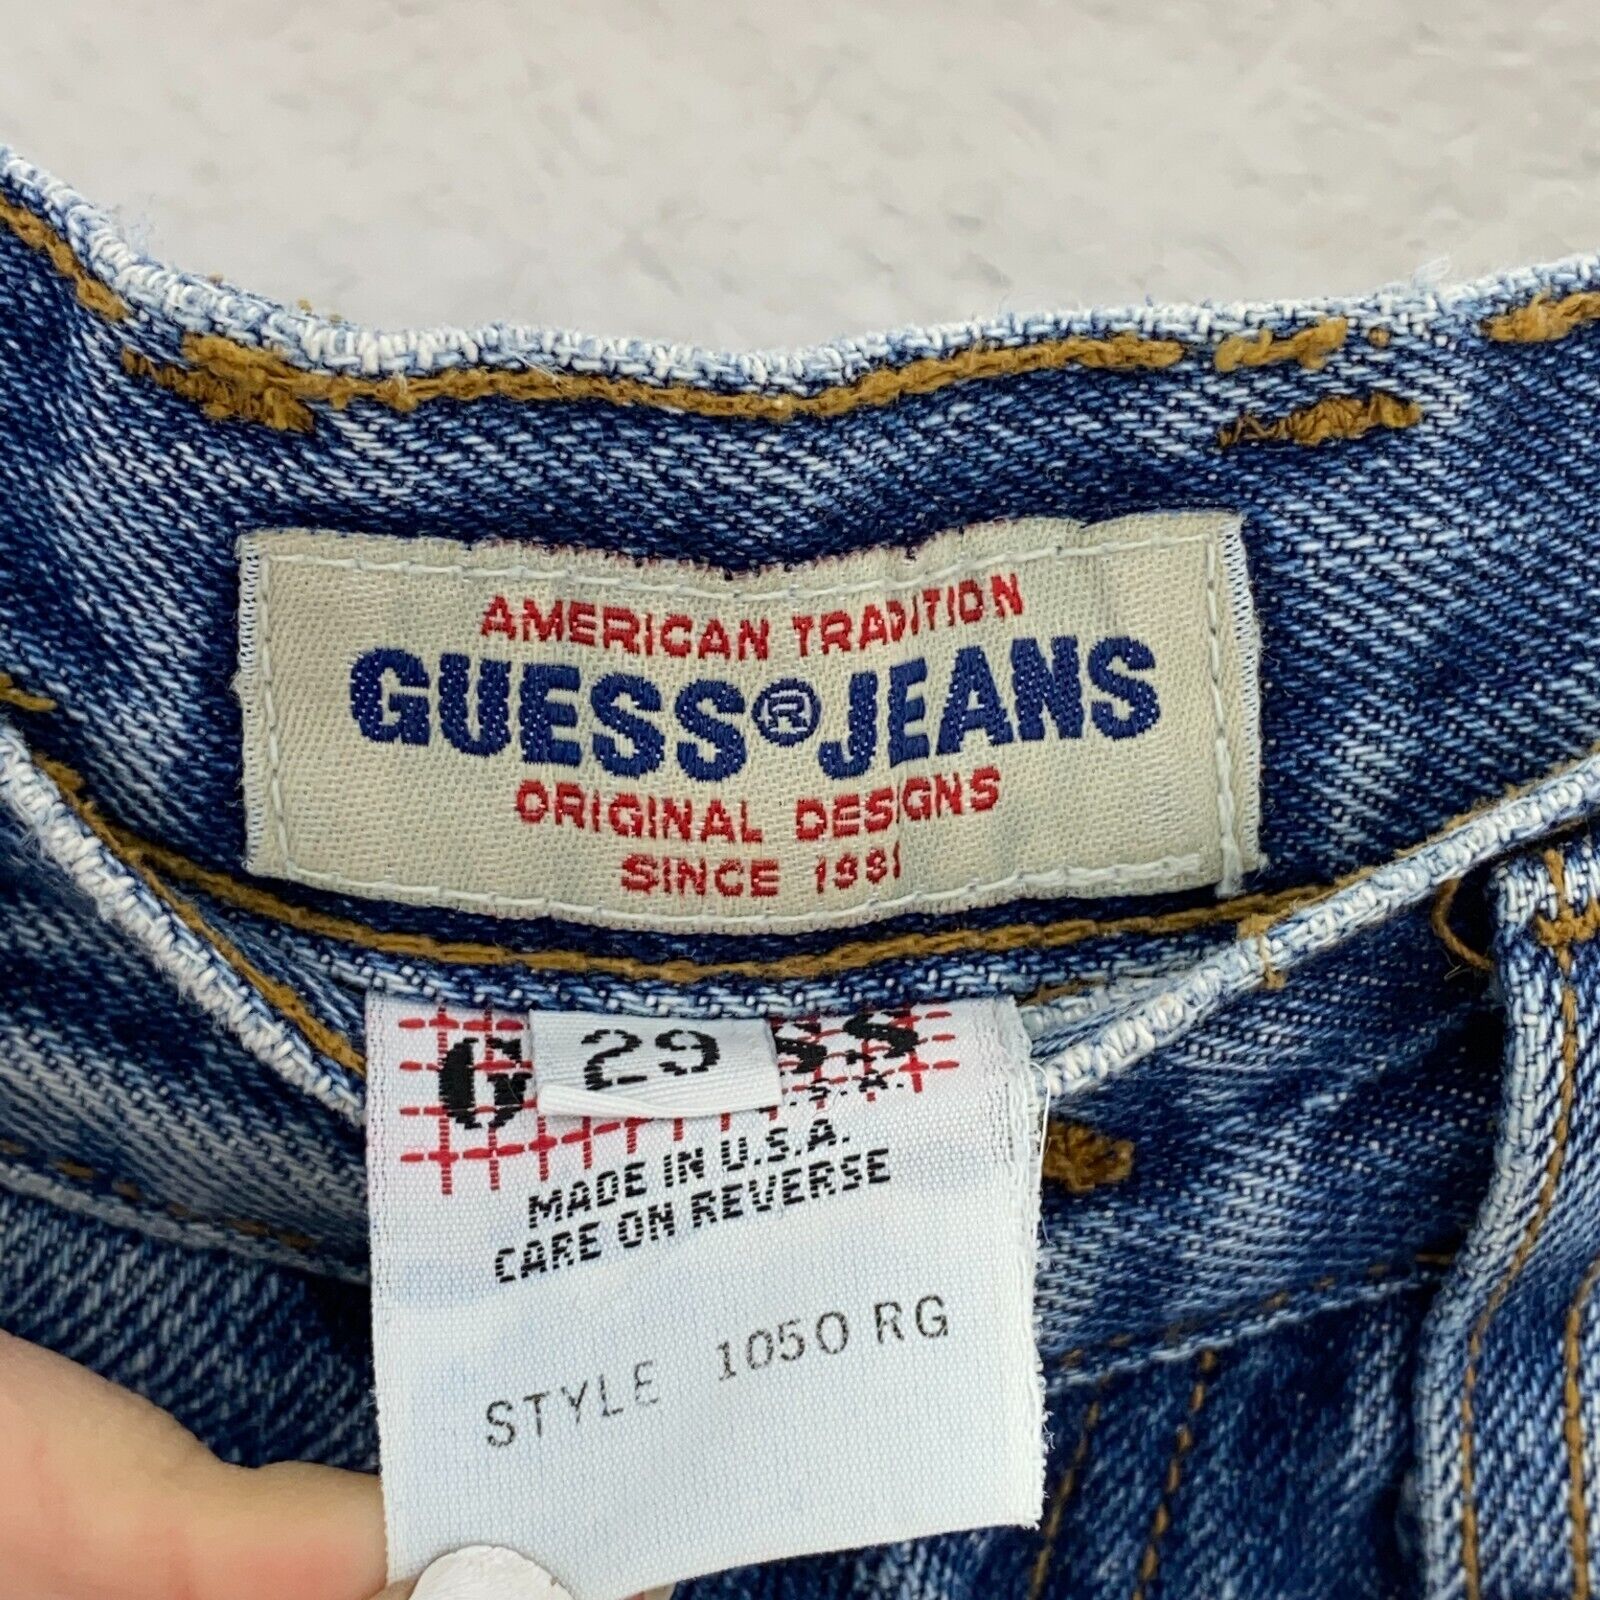 AMERICAN TRADITION
GUESS® JEANS
ORIGINAL DESIGNS
SINCE 1981
29
MADE IN U.S.A.
CARE ON REVERSE
STYLE 1050 RG